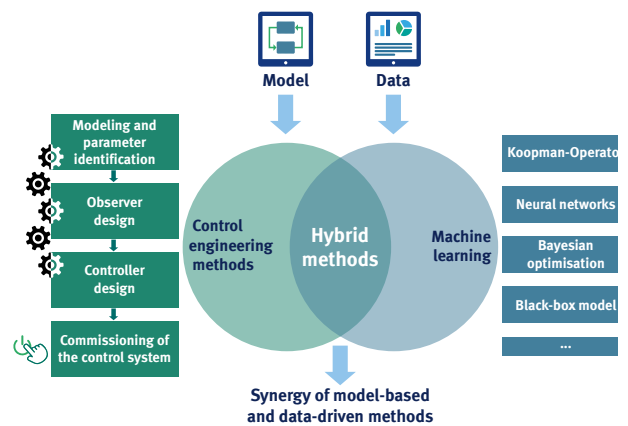 Model
Data
Modeling and
parameter
identification
Observer
design
Controller
design
Commissioning of
the control system
Control
engineering
methods
Hybrid
methods
Machine
learning
Koopman-Operato
Neural networks
Bayesian
optimisation
Black-box model
...
Synergy of model-based
and data-driven methods